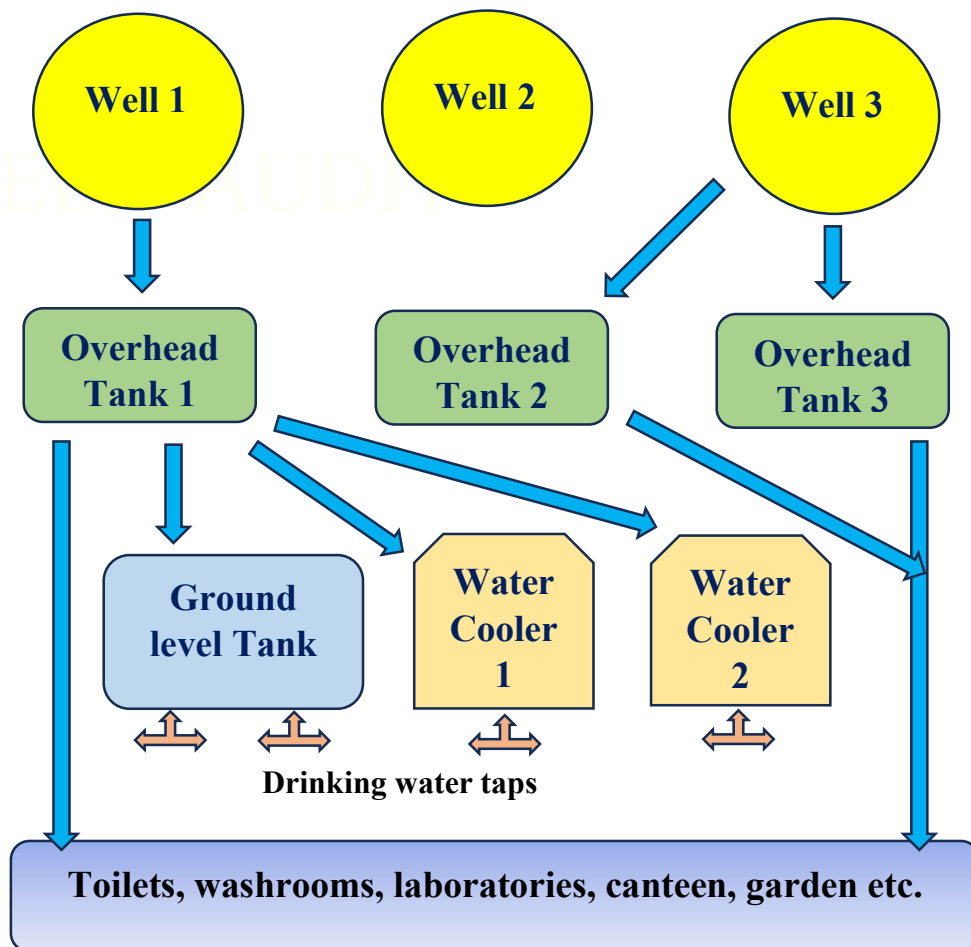 Well 1
Well 2
Well 3
Overhead
Tank 1
Overhead
Tank 2
Overhead
Tank 3
Ground
level Tank
Water
Cooler
1
Water
Cooler
2
Drinking water taps
Toilets, washrooms, laboratories, canteen, garden etc.